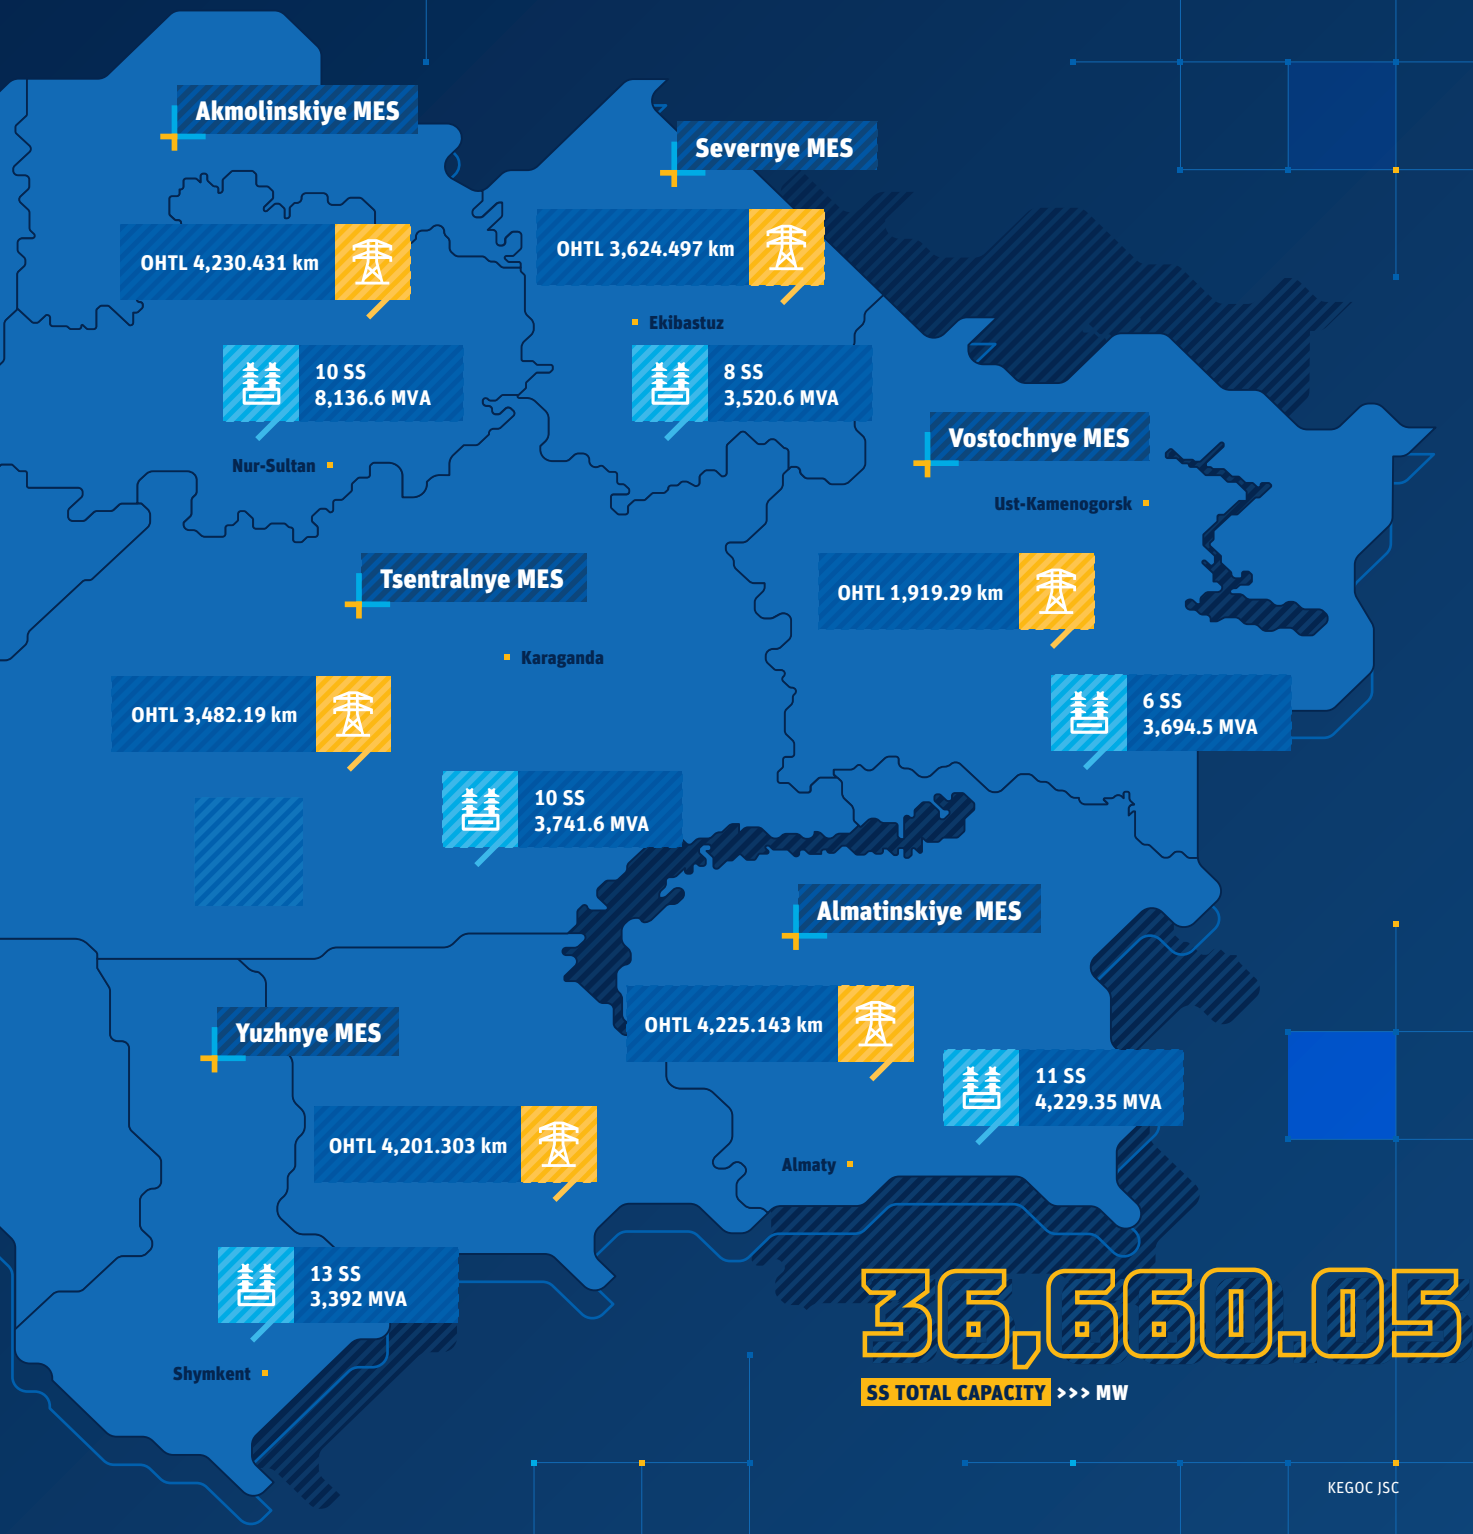 Akmolinskiye MES
Severnye MES
OHTL 4,230.431 km
OHTL 3,624.497 km
Ekibastuz
10 SS
8,136.6 MVA
8 SS
3,520.6 MVA
Nur-Sultan
Vostochnye MES
Ust-Kamenogorsk
Tsentralnye MES
OHTL 1,919.29 km
Karaganda
OHTL 3,482.19 km
6 SS
3,694.5 MVA
10 SS
3,741.6 MVA
Almatinskiye MES
Yuzhnye MES
OHTL 4,225.143 km
11 SS
4,229.35 MVA
OHTL 4,201.303 km
Almaty
13 SS
3,392 MVA
Shymkent
36,660.05
SS TOTAL CAPACITY >>> MW
KEGOC JSC